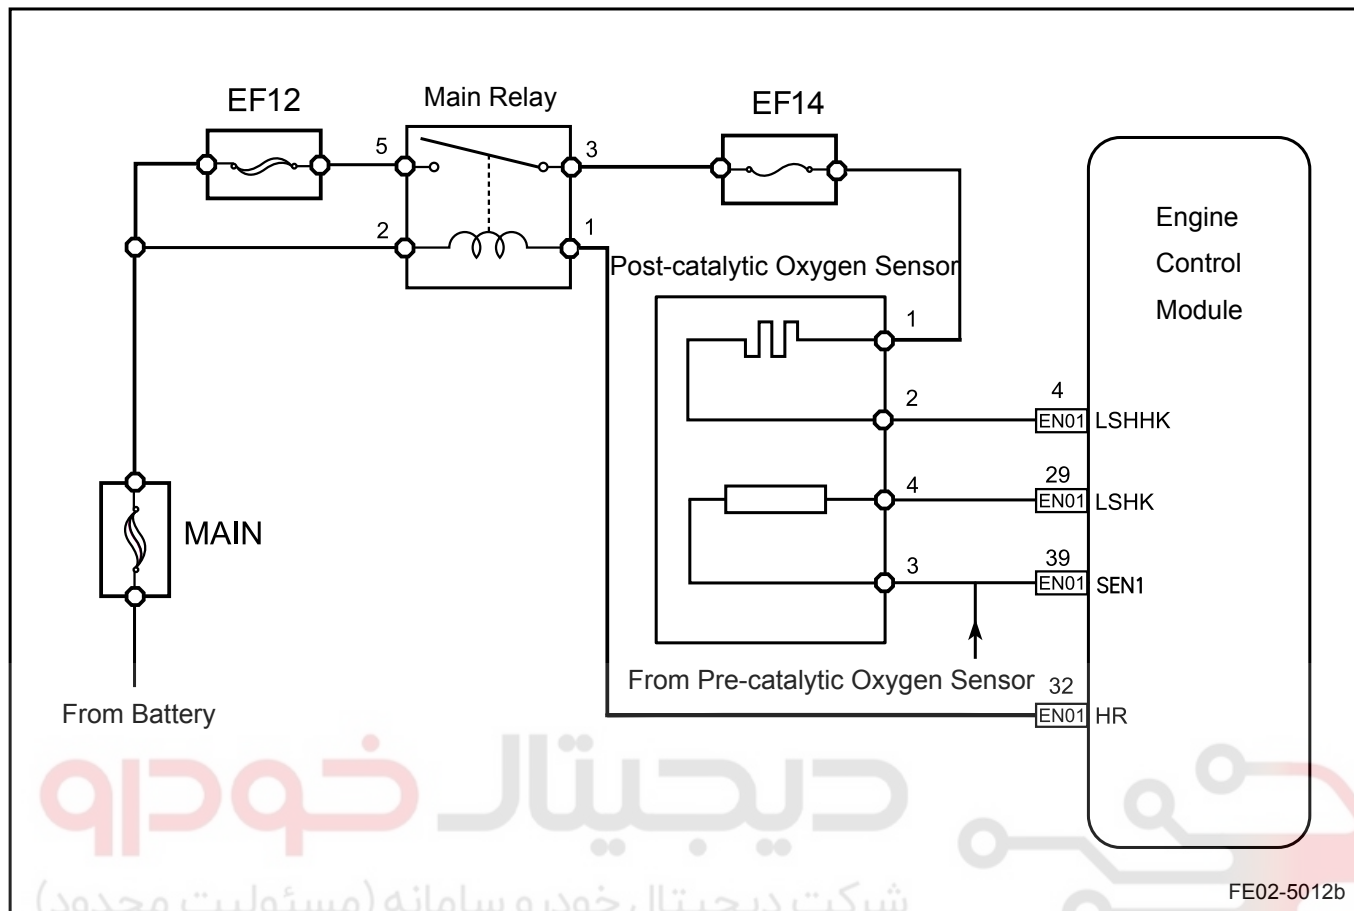 EF12
Main Relay
EF14
5
3
2
1
Engine
Control
Module
Post-catalytic Oxygen Sensor
1
2
4
EN01 LSHHK
4
29
EN01 LSHK
3
39
EN01 SEN1
MAIN
From Pre-catalytic Oxygen Sensor
32
EN01 HR
From Battery
دیجیتال خودرو
شرکت دیجیتال خودرو سامانه (مسئولیت محدود)
FE02-5012b